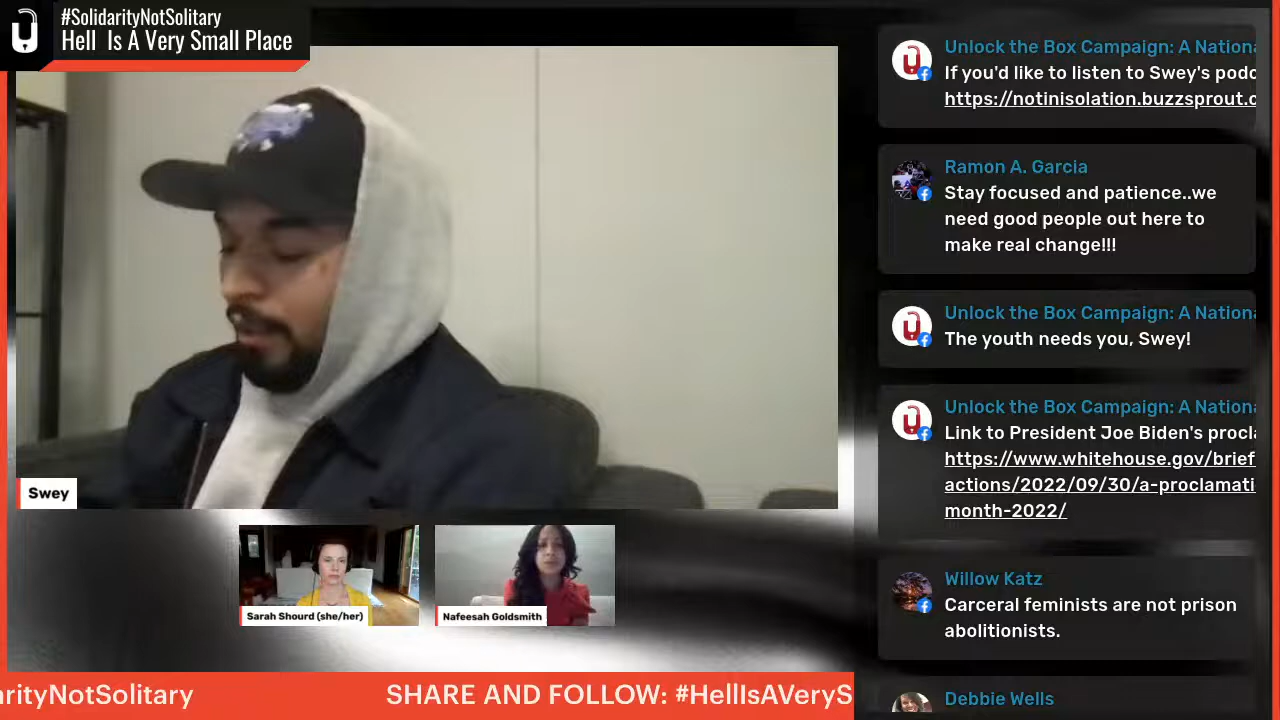 #SolidarityNotSolitary
Hell Is A Very Small Place
Swey
Sarah Shourd (she/her)
Nafeesah Goldsmith
arityNotSolitary
SHARE AND FOLLOW: #HellIsAVeryS
Unlock the Box Campaign: A Nationa
If you'd like to listen to Swey's podc
https://notinisolation.buzzsprout.c
Ramon A. Garcia
Stay focused and patience..we
need good people out here to
make real change!!!
Unlock the Box Campaign: A Nationa
The youth needs you, Swey!
Unlock the Box Campaign: A Nationa
Link to President Joe Biden's procla
https://www.whitehouse.gov/brief
actions/2022/09/30/a-proclamati
month-2022/
Willow Katz
Carceral feminists are not prison
abolitionists.
Debbie Wells